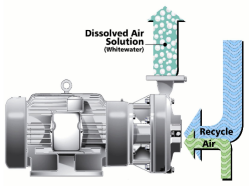 Dissolved Air
Solution
(Whitewater)
Recycle
Air